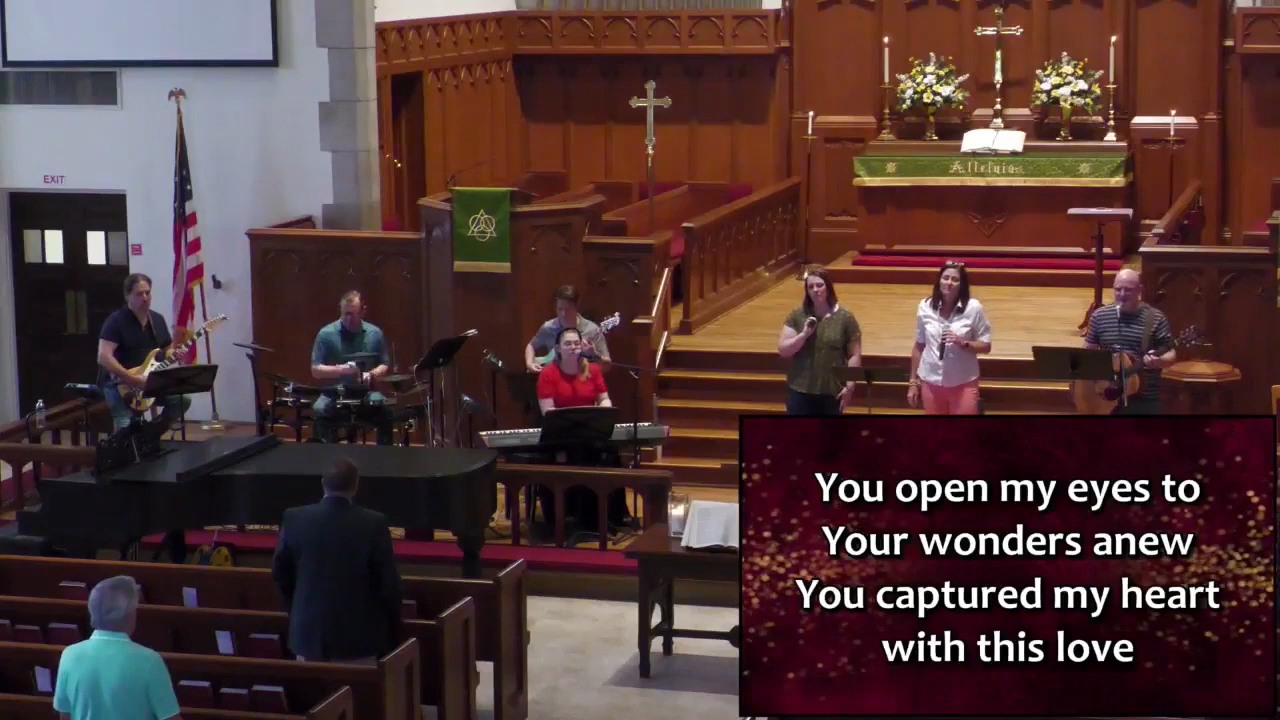 EXIT
Alleluia
You open my eyes to
Your wonders anew
You captured my heart
with this love